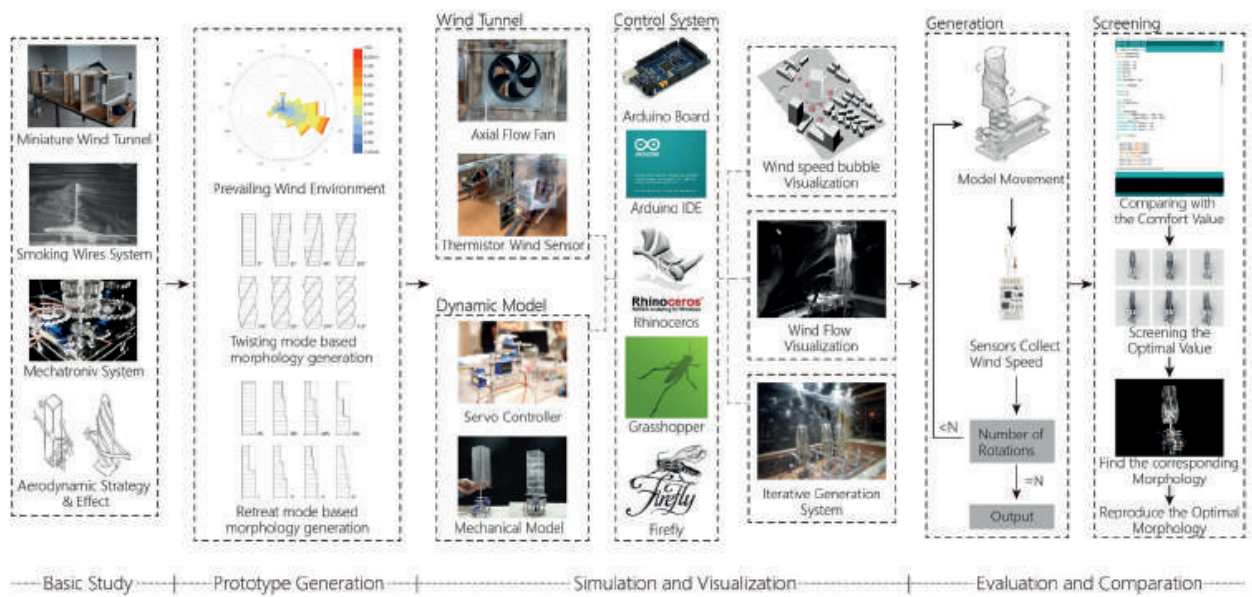 Miniature Wind Tunnel
Smoking Wires System
Mechatroniv System
Aerodynamic Strategy
& Effect
Prevailing Wind Environment
Twisting mode based
morphology generation
Retreat mode based
morphology generation
Wind Tunnel
Axial Flow Fan
Thermistor Wind Sensor
Dynamic Model
Servo Controller
Mechanical Model
Control System
Arduino Board
Arduino IDE
Rhinoceros
Rhinoceros
Grasshopper
Firefly
Firefly
Wind speed bubble
Visualization
Wind Flow
Visualization
Iterative Generation
System
Generation
Model Movement
Sensors Collect
Wind Speed
<N
Number of
Rotations
=N
Output
Screening
Comparing with
the Comfort Value
Screening the
Optimal Value
Find the corresponding
Morphology
Reproduce the Optimal
Morphology
Basic Study
Prototype Generation
Simulation and Visualization
Evaluation and Comparation